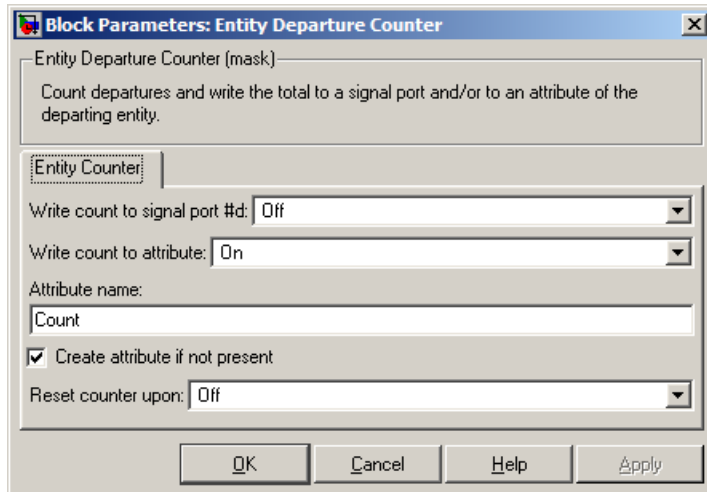 Block Parameters: Entity Departure Counter
Entity Departure Counter (mask)
Count departures and write the total to a signal port and/or to an attribute of the
departing entity.
Entity Counter
Write count to signal port #d: Off
Write count to attribute: On
Attribute name:
Count
Create attribute if not present
Reset counter upon: Off
OK Cancel Help Apply